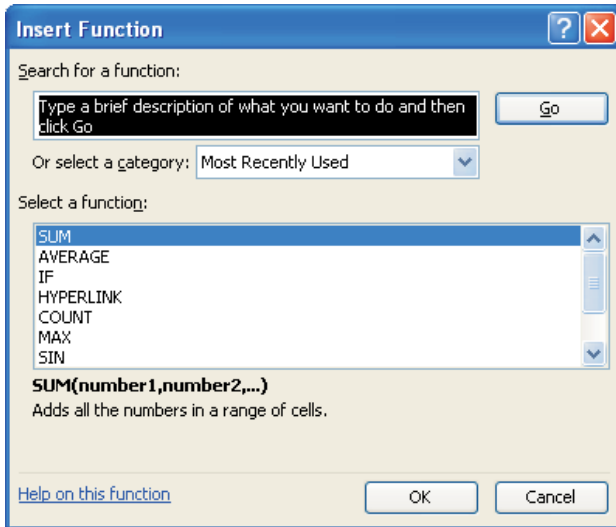 Insert Function
Search for a function:
Type a brief description of what you want to do and then
click Go
Go
Or select a category: Most Recently Used
Select a function:
SUM
AVERAGE
IF
HYPERLINK
COUNT
MAX
SIN
SUM(number1,number2,...)
Adds all the numbers in a range of cells.
Help on this function
OK
Cancel